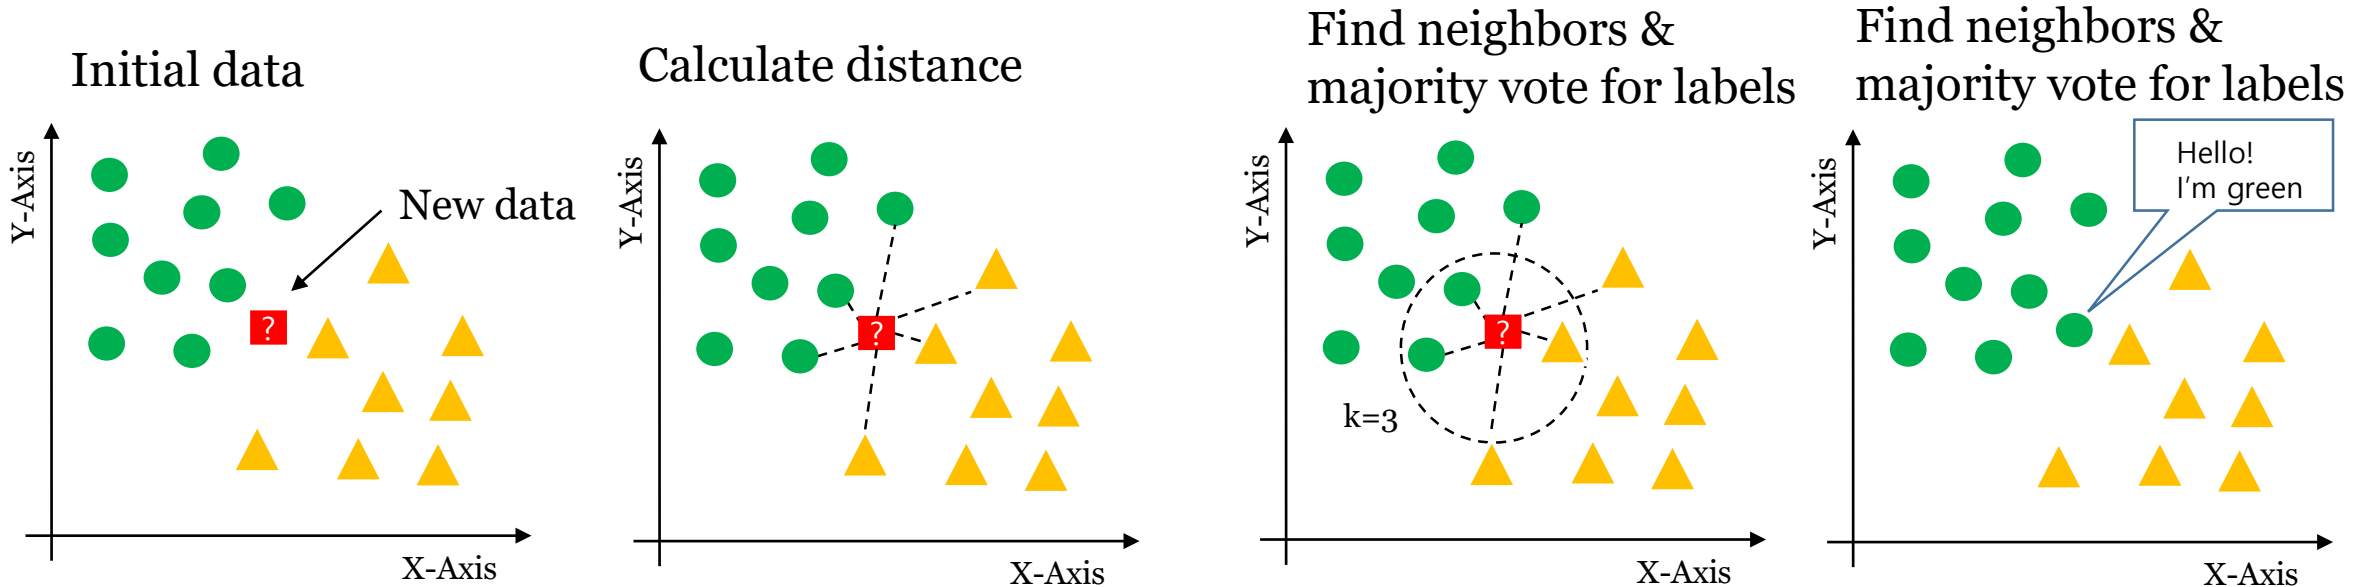 Initial data
Y-Axis
New data
?
X-Axis
Calculate distance
Y-Axis
?
X-Axis
Find neighbors &
majority vote for labels
Y-Axis
?
k=3
X-Axis
Find neighbors &
majority vote for labels
Y-Axis
Hello!
I'm green
X-Axis